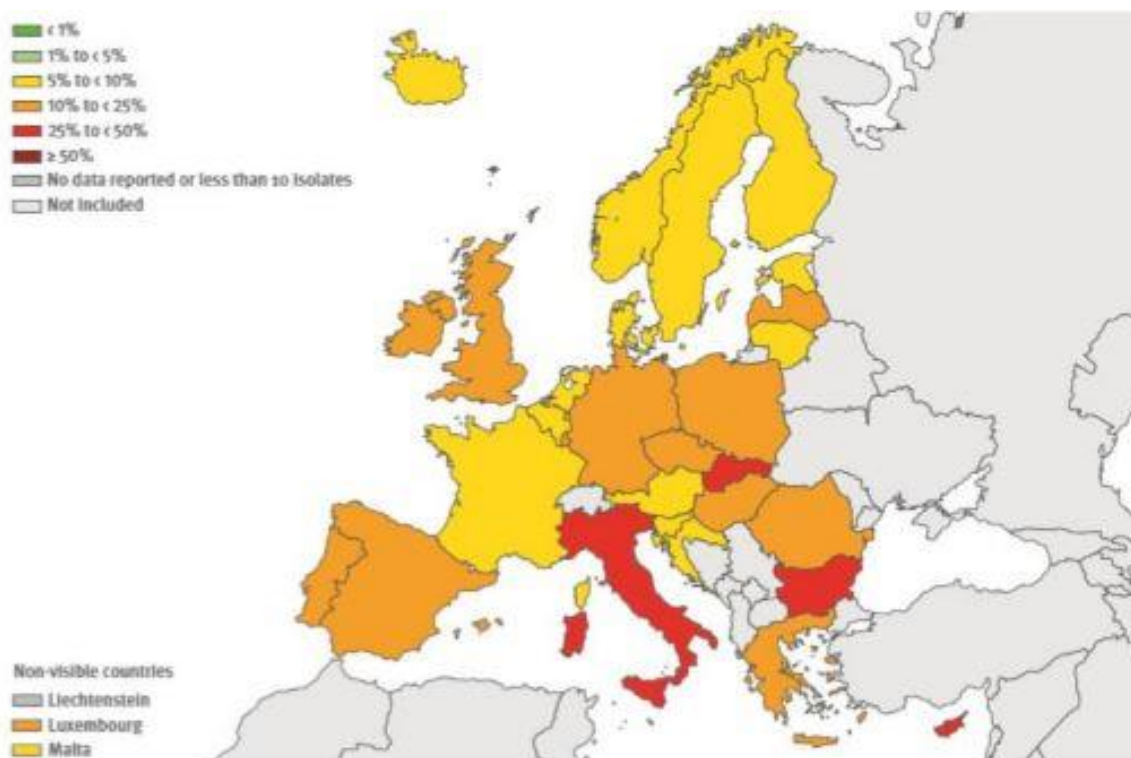 < 1%
1% to < 5%
5% to < 10%
10% to < 25%
25% to < 50%
≥ 50%
No data reported or less than 10 isolates
Not included
Non-visible countries
Liechtenstein
Luxembourg
Malta